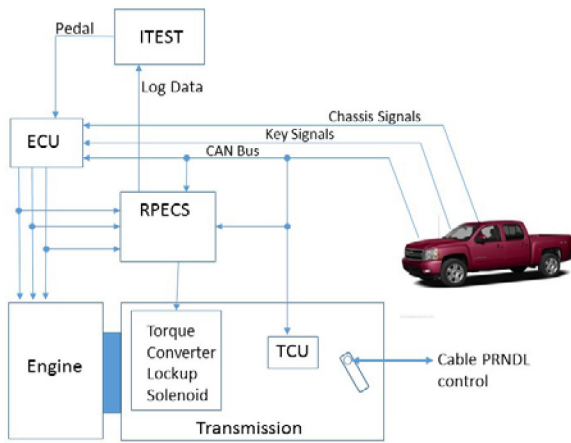 Pedal
ITEST
Log Data
Chassis Signals
ECU
Key Signals
CAN Bus
RPECS
Engine
Torque
Converter
Lockup
Solenoid
TCU
Cable PRNDL
control
Transmission